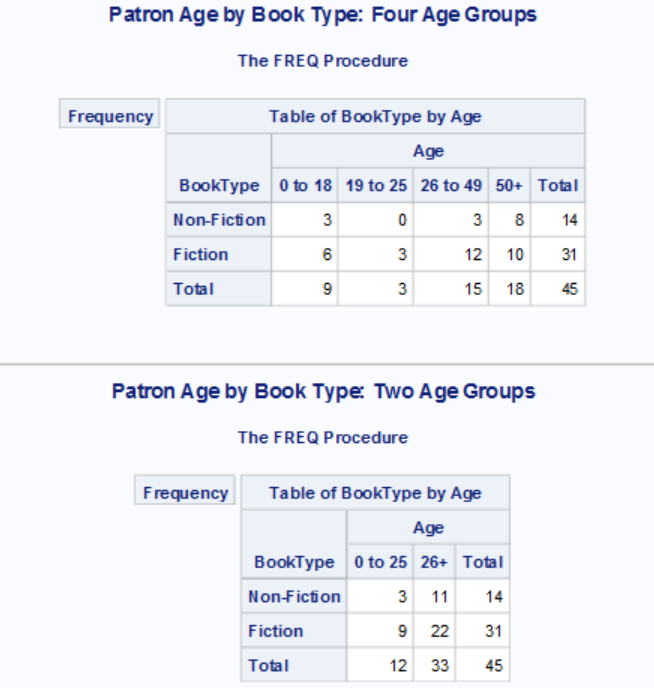 Patron Age by Book Type: Four Age Groups
The FREQ Procedure
Frequency
Table of BookType by Age
Age
BookType 0 to 18 19 to 25 26 to 49 50+ Total
Non-Fiction 3 0 3 8 14
Fiction 6 3 12 10 31
Total 9 3 15 18 45
Patron Age by Book Type: Two Age Groups
The FREQ Procedure
Frequency
Table of BookType by Age
Age
BookType 0 to 25 26+ Total
Non-Fiction 3 11 14
Fiction 9 22 31
Total 12 33 45